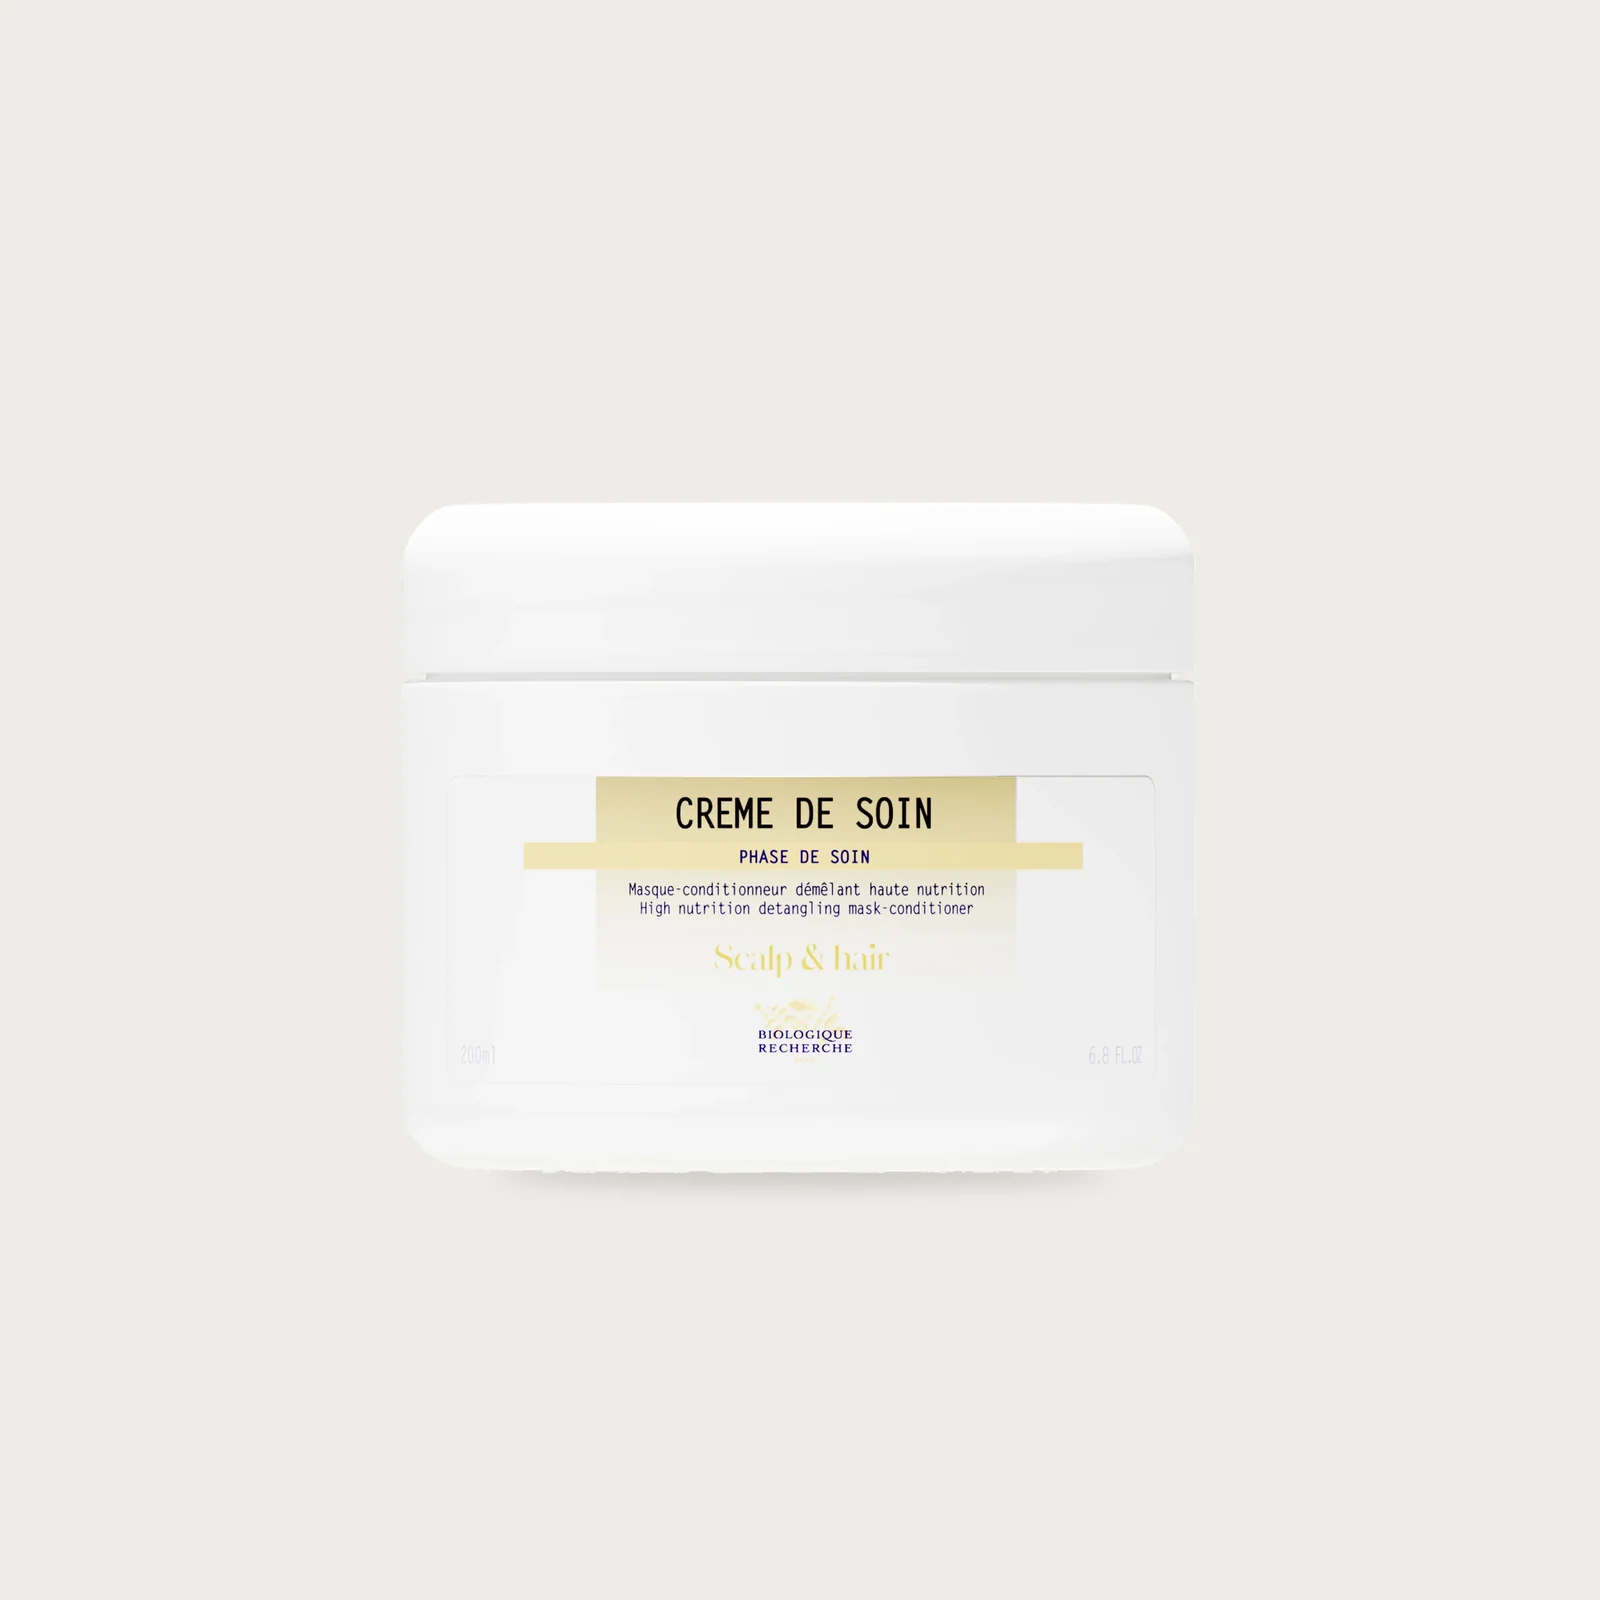 CREME DE SOIN
PHASE DE SOIN
Masque-conditionneur démêlant haute nutrition
High nutrition detangling mask-conditioner
Scalp & hair
BIOLOGIQUE
RECHERCHE
200ml
6.8 FL.OZ